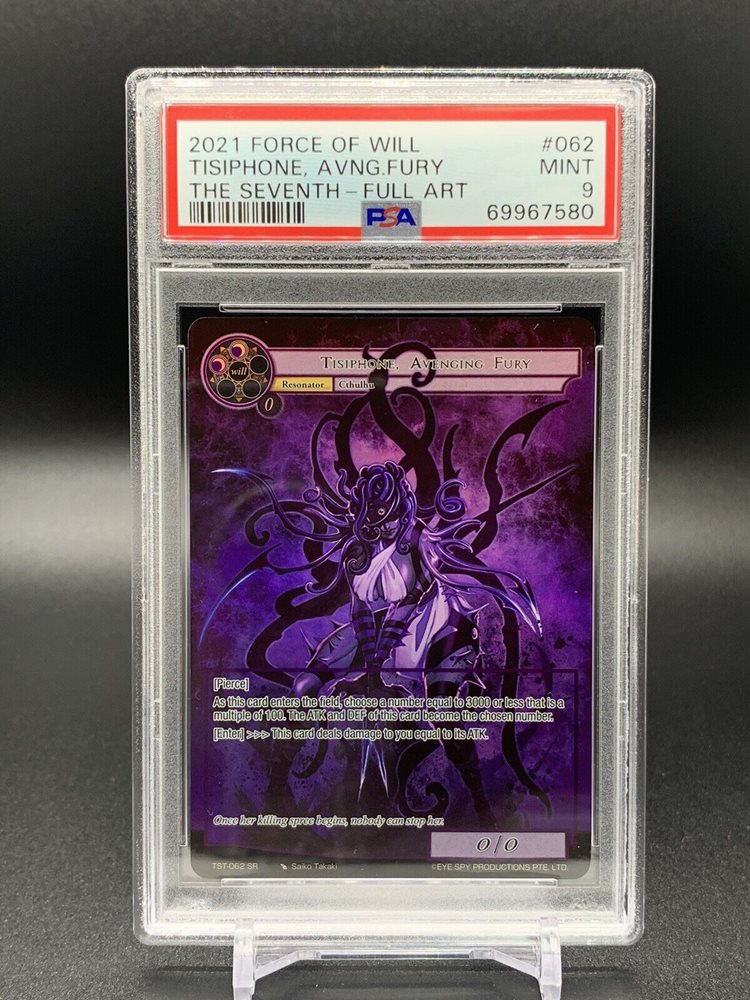 2021 FORCE OF WILL #062
TISIPHONE, AVNG.FURY MINT
THE SEVENTH - FULL ART 9
PSA 69967580
will
Tisiphone, Avenging Fury
Resonator Cthulhu
0
[Pierce]
As this card enters the field, choose a number equal to 3000 or less that is a
multiple of 100. The ATK and DEF of this card become the chosen number.
[Enter] >>> This card deals damage to you equal to its ATK.
Once her killing spree begins, nobody can stop her.
0/0
TST-062 SR Saiko Takaki ©EYE SPY PRODUCTIONS PTE. LTD.